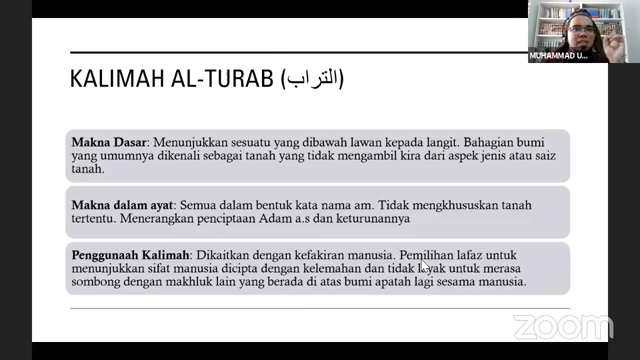 MUHAMMAD U...
KALIMAH AL-TURAB (التراب)
Makna Dasar: Menunjukkan sesuatu yang dibawah lawan kepada langit. Bahagian bumi
yang umumnya dikenali sebagai tanah yang tidak mengambil kira dari aspek jenis atau saiz
tanah.
Makna dalam ayat: Semua dalam bentuk kata nama am. Tidak mengkhususkan tanah
tertentu. Menerangkan penciptaan Adam a.s dan keturunannya
Penggunaah Kalimah: Dikaitkan dengan kefakiran manusia. Pemilihan lafaz untuk
menunjukkan sifat manusia dicipta dengan kelemahan dan tidak layak untuk merasa
sombong dengan makhluk lain yang berada di atas bumi apatah lagi sesama manusia.
zoom